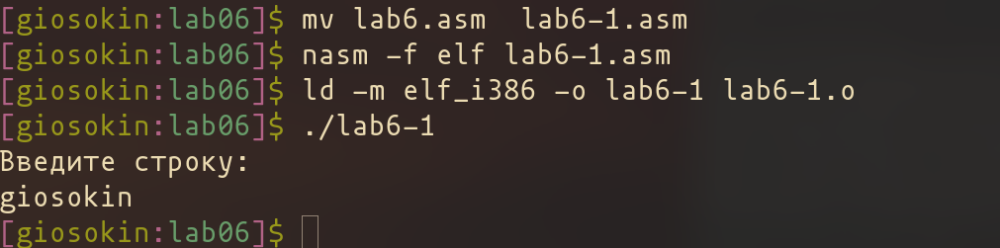 [giosokin:lab06]$ mv lab6.asm  lab6-1.asm
[giosokin:lab06]$ nasm -f elf lab6-1.asm
[giosokin:lab06]$ ld -m elf_i386 -o lab6-1 lab6-1.o
[giosokin:lab06]$ ./lab6-1
Введите строку:
giosokin
[giosokin:lab06]$